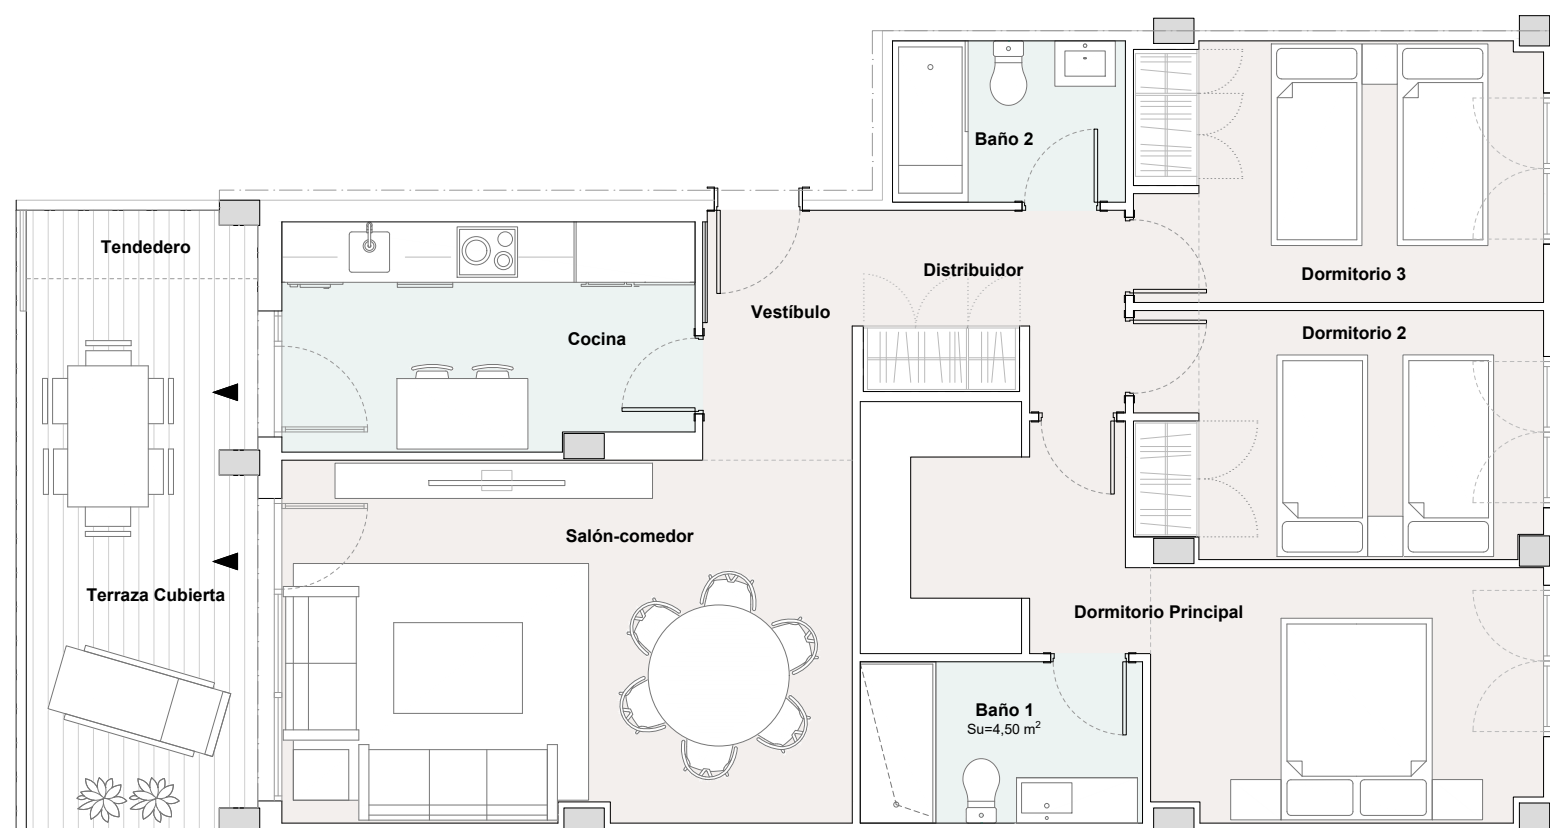 Baño 2
Tendedero
Distribuidor
Dormitorio 3
Vestíbulo
Cocina
Dormitorio 2
Salón-comedor
Terraza Cubierta
Dormitorio Principal
Baño 1
Su=4,50 m²